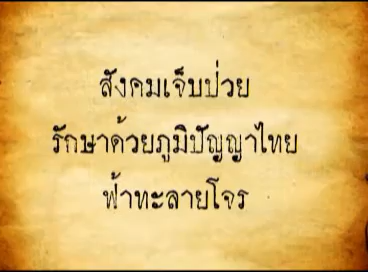 สังคมเจ็บป่วย
รักษาด้วยภูมิปัญญาไทย
ฟ้าทะลายโจร